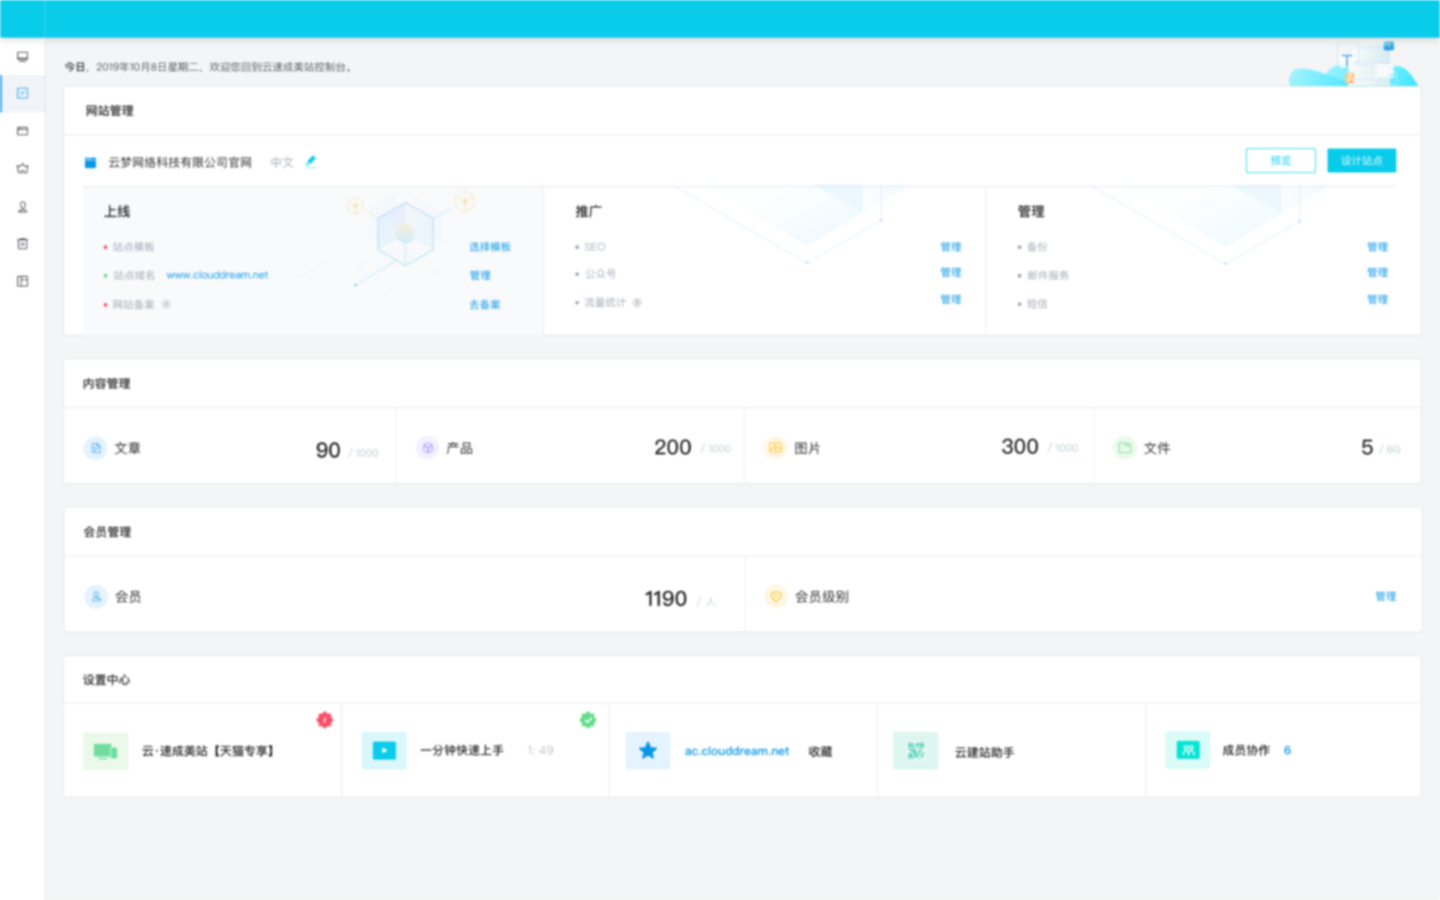 今日，2019年10月8日星期二，欢迎您回到云速成美站控制台。
网站管理
云梦网络科技有限公司官网 中文
预览 设计站点
上线
站点模板 选择模板
站点域名 www.clouddream.net 管理
网站备案 去备案
推广
SEO 管理
公众号 管理
流量统计 管理
管理
备份 管理
邮件服务 管理
短信 管理
内容管理
文章 90 / 1000
产品 200 / 1000
图片 300 / 1000
文件 5 / 6G
会员管理
会员 1190 / 人
会员级别 管理
设置中心
云·速成美站【天猫专享】
一分钟快速上手 1: 49
ac.clouddream.net 收藏
云建站助手
成员协作 6